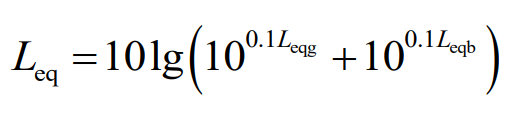 L_eq = 10lg(10^{0.1L_eqg} + 10^{0.1L_eqb})